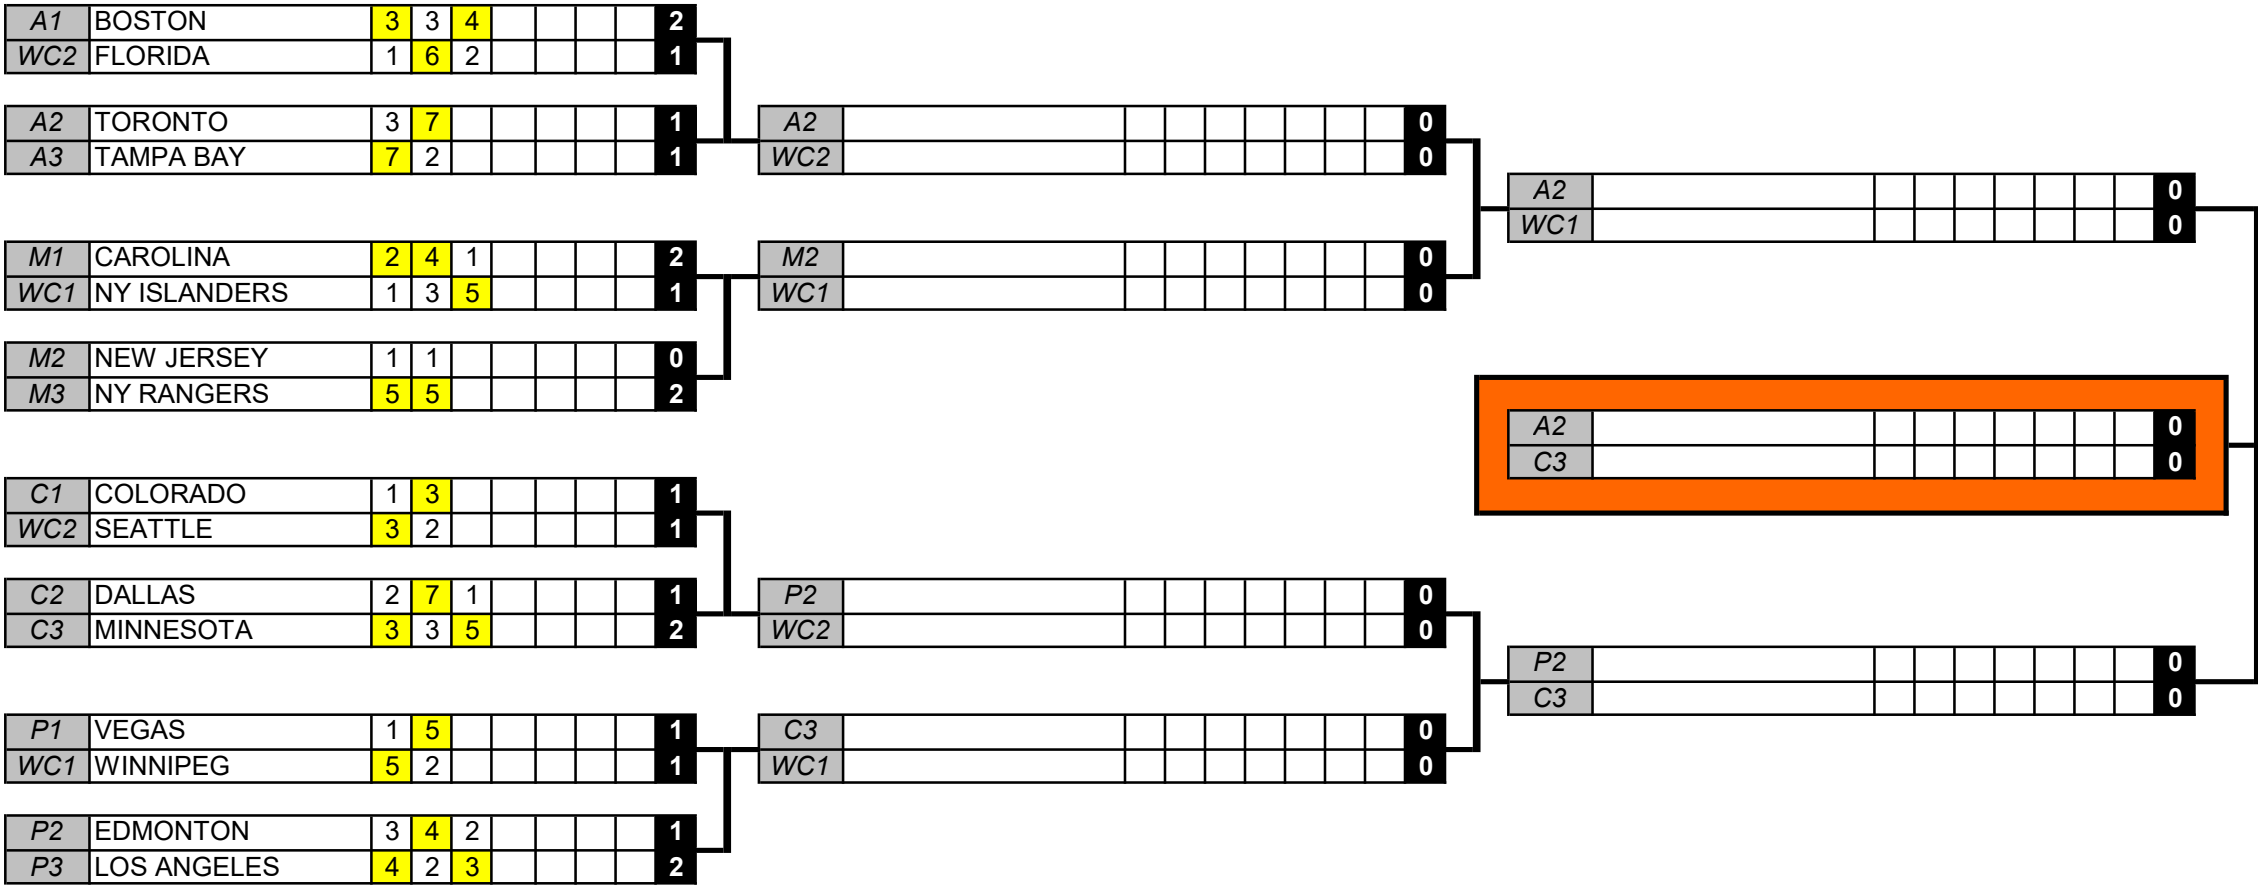 A1 BOSTON 3 3 4 2
WC2 FLORIDA 1 6 2 1
A2 TORONTO 3 7 1
A3 TAMPA BAY 7 2 1
M1 CAROLINA 2 4 1 2
WC1 NY ISLANDERS 1 3 5 1
M2 NEW JERSEY 1 1 0
M3 NY RANGERS 5 5 2
C1 COLORADO 1 3 1
WC2 SEATTLE 3 2 1
C2 DALLAS 2 7 1 1
C3 MINNESOTA 3 3 5 2
P1 VEGAS 1 5 1
WC1 WINNIPEG 5 2 1
P2 EDMONTON 3 4 2 1
P3 LOS ANGELES 4 2 3 2
A2 0
WC2 0
M2 0
WC1 0
P2 0
WC2 0
C3 0
WC1 0
A2 0
WC1 0
A2 0
C3 0
P2 0
C3 0